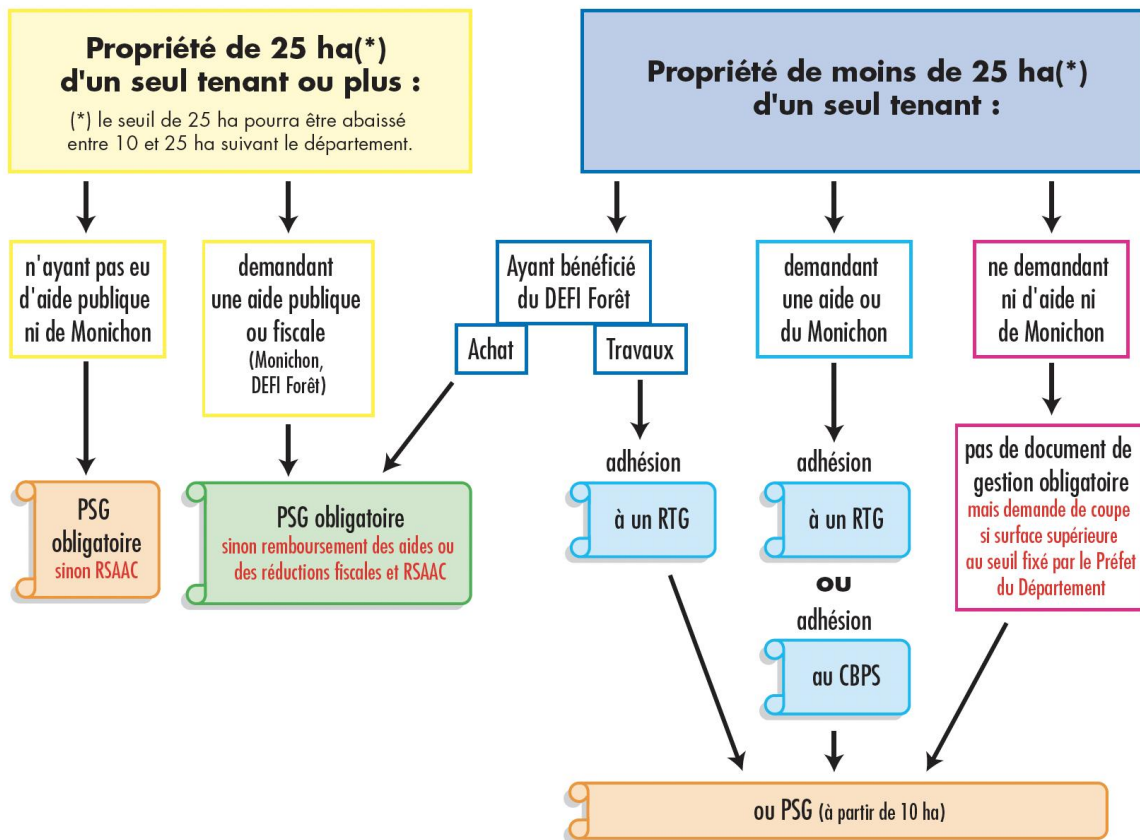 Propriété de 25 ha(*)
d'un seul tenant ou plus :
(*) le seuil de 25 ha pourra être abaissé
entre 10 et 25 ha suivant le département.
Propriété de moins de 25 ha(*)
d'un seul tenant :
n'ayant pas eu
d'aide publique
ni de Monichon
demandant
une aide publique
ou fiscale
(Monichon,
DEFI Forêt)
Ayant bénéficié
du DEFI Forêt
Achat
Travaux
demandant
une aide ou
du Monichon
ne demandant
ni d'aide ni
de Monichon
PSG
obligatoire
sinon RSAAC
PSG obligatoire
sinon remboursement des aides ou
des réductions fiscales et RSAAC
adhésion
à un RTG
adhésion
à un RTG
ou
adhésion
au CBPS
pas de document de
gestion obligatoire
mais demande de coupe
si surface supérieure
au seuil fixé par le Préfet
du Département
ou PSG (à partir de 10 ha)